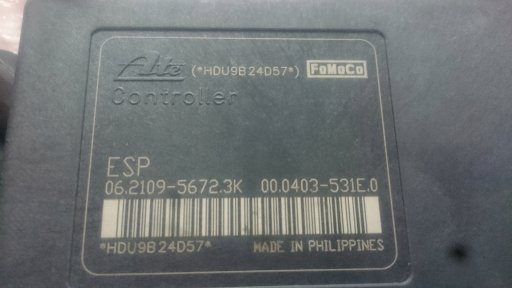 Ate (*HDU9B24D57*) FoMoCo
Controller
ESP
06.2109-5672.3K 00.0403-531E.0
*HDU9B24D57* MADE IN PHILIPPINES